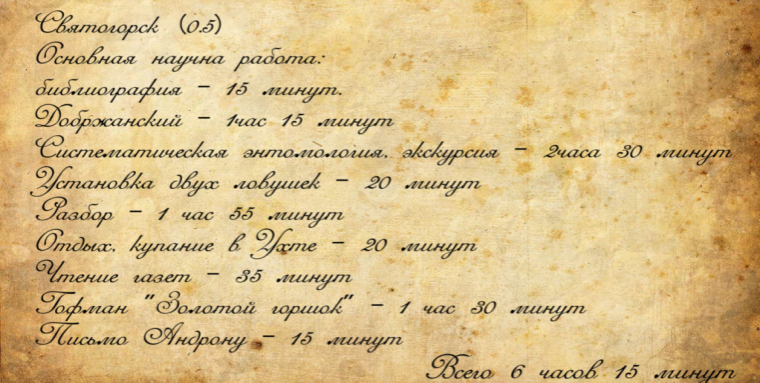 Святогорск (0.5)
Основная научна работа:
библиография - 15 минут.
Добржанский - 1час 15 минут
Систематическая энтомология. экскурсия - 2часа 30 минут
Установка двух ловушек - 20 минут
Разбор - 1 час 55 минут
Отдых. купание в Ухте - 20 минут
Чтение газет - 35 минут
Гофман "Золотой горшок" - 1 час 30 минут
Письмо Андрону - 15 минут
Всего 6 часов 15 минут